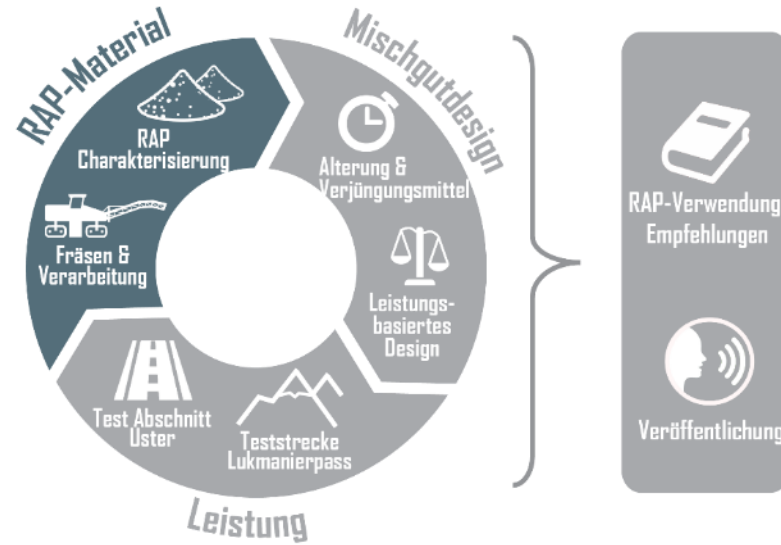 RAP-Material
RAP
Charakterisierung
Fräsen &
Verarbeitung
Mischgutdesign
Alterung &
Verjüngungsmittel
Leistungs-
basiertes
Design
Test Abschnitt
Uster
Teststrecke
Lukmanierpass
Leistung
RAP-Verwendung
Empfehlungen
Veröffentlichung